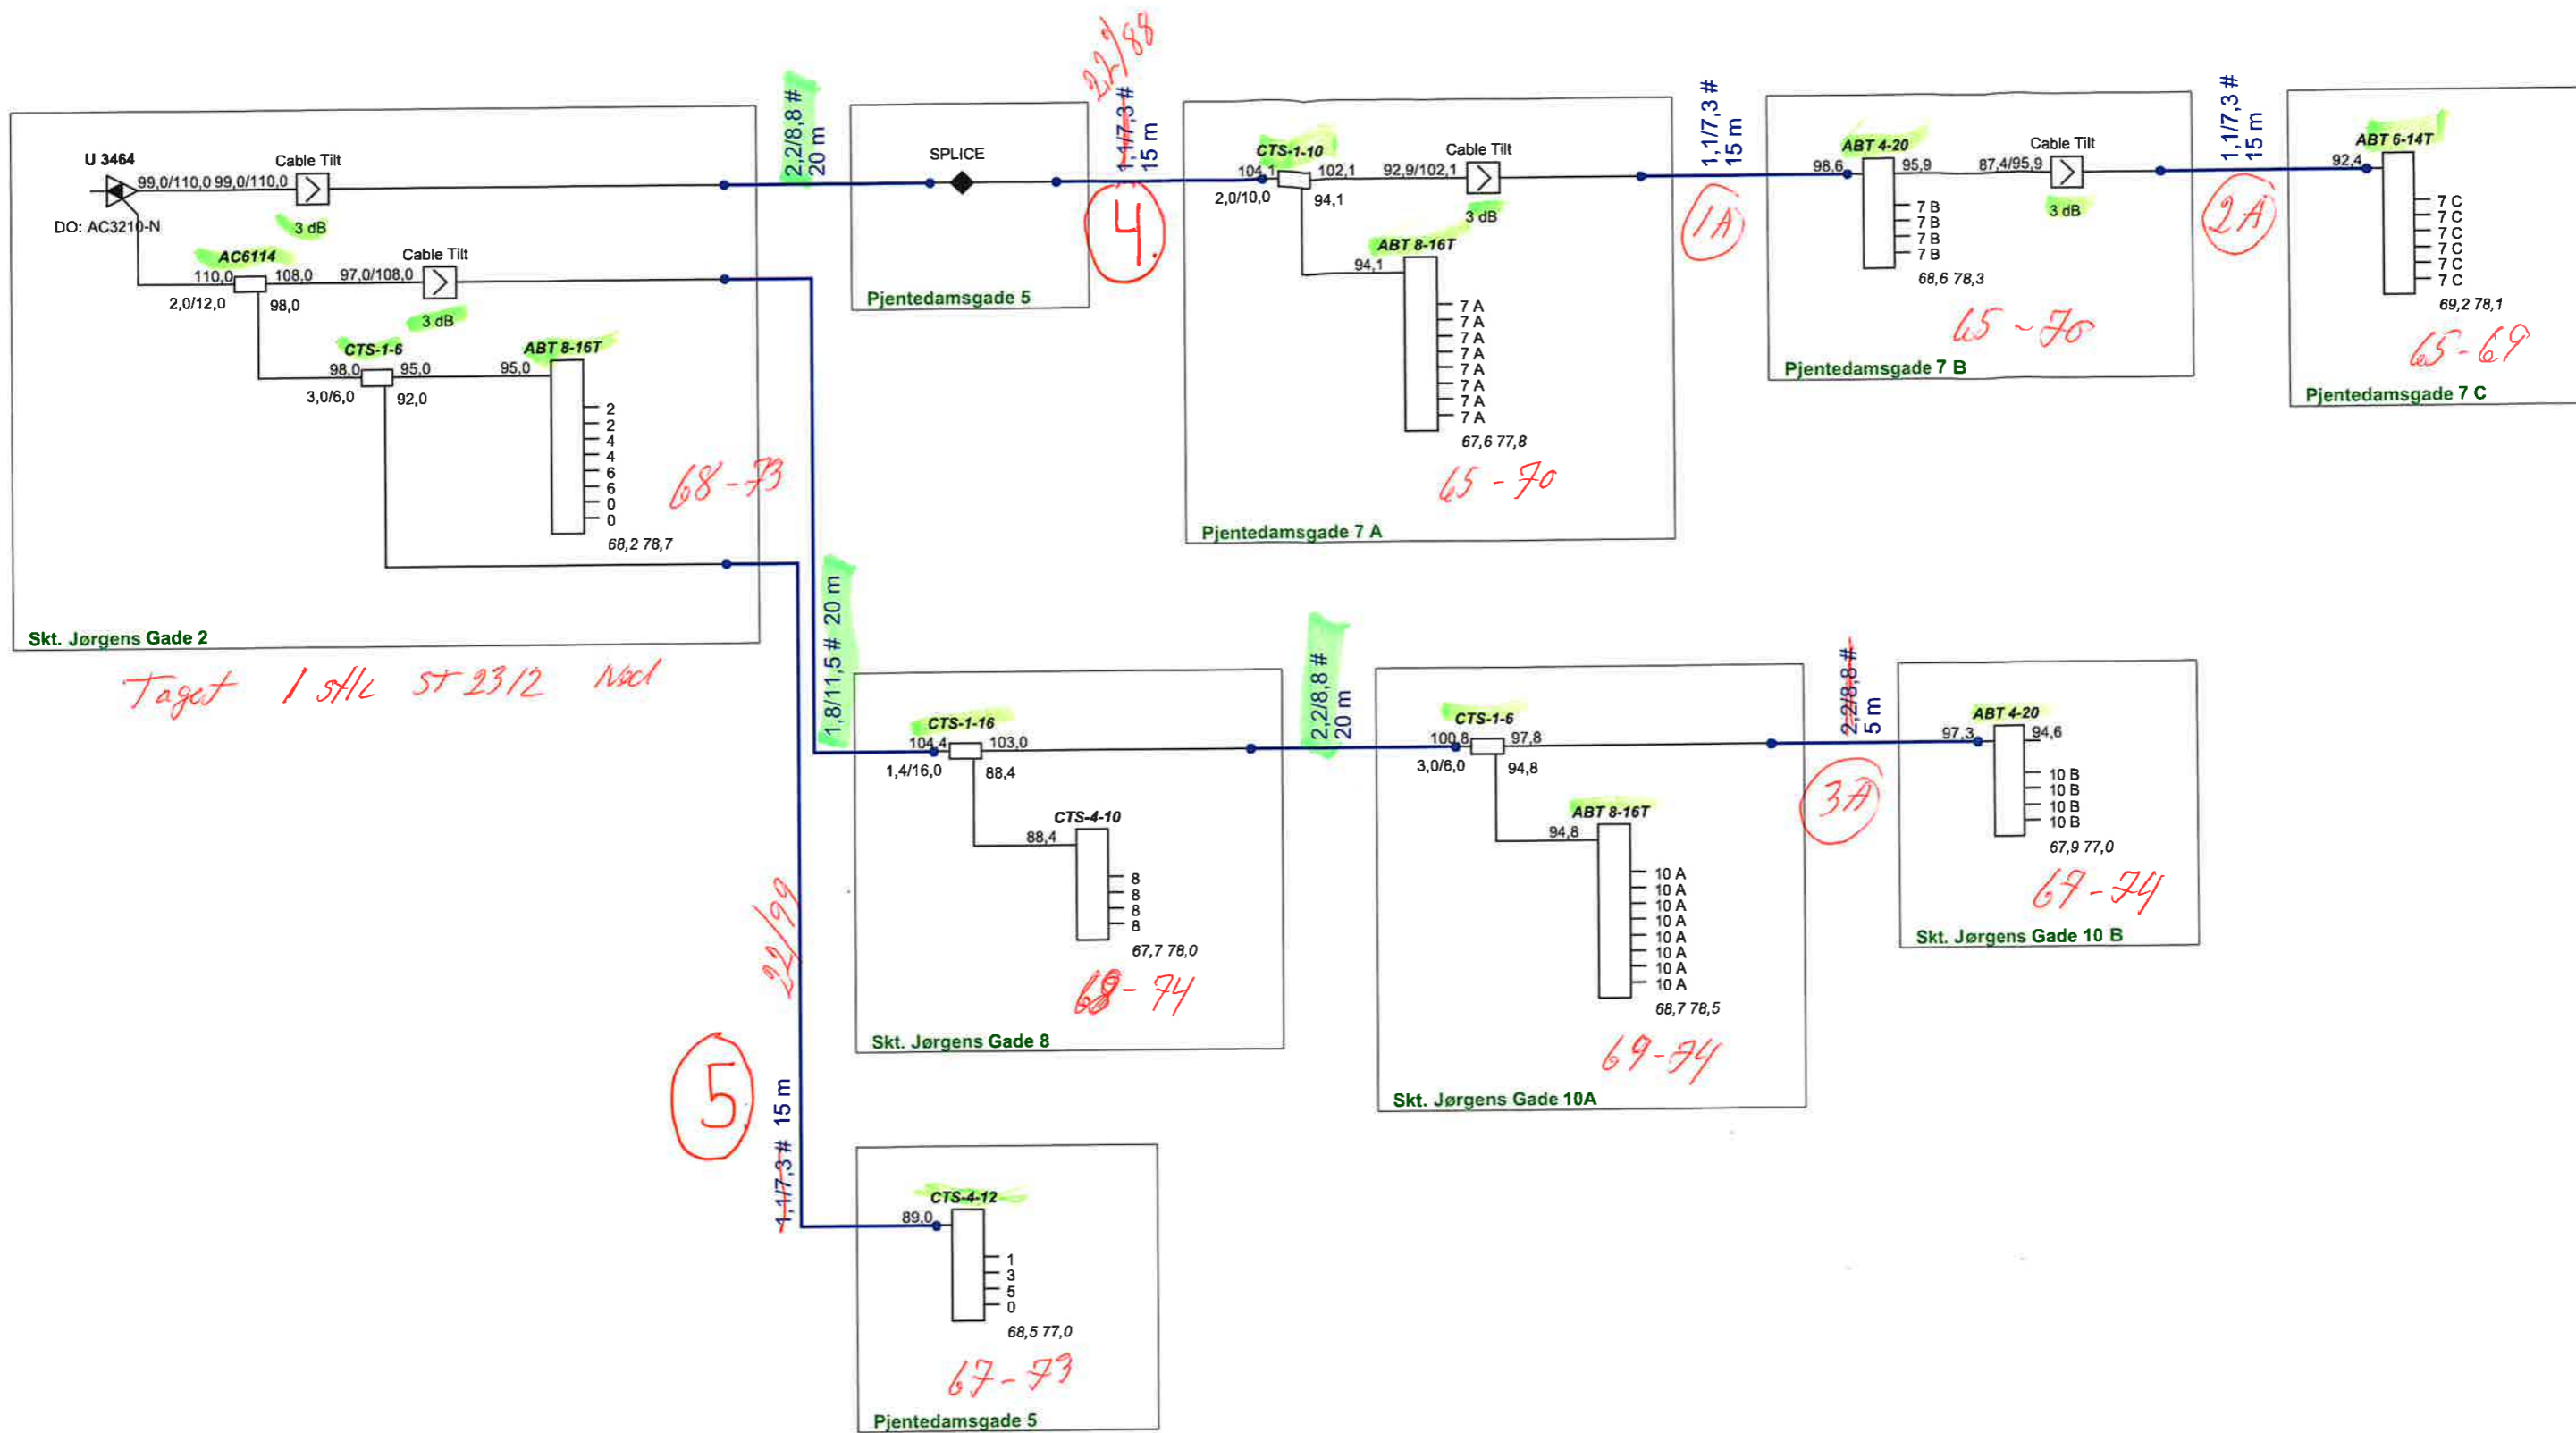 U 3464
99,0/110,0 99,0/110,0
Cable Tilt
3 dB
DO: AC3210-N
AC6114
110,0
108,0
97,0/108,0
Cable Tilt
3 dB
2,0/12,0
98,0
CTS-1-6
98,0
95,0
3,0/6,0
92,0
ABT 8-16T
95,0
2
2
4
4
6
6
0
0
68,2 78,7
68-73
Skt. Jørgens Gade 2
Taget 1 stk ST 23/2
2,2/8,8 #
20 m
SPLICE
Pjentedamsgade 5
2,2/88
1,1/7,3 #
15 m
4.
CTS-1-10
104,1
102,1
92,9/102,1
Cable Tilt
3 dB
2,0/10,0
94,1
ABT 8-16T
94,1
7 A
7 A
7 A
7 A
7 A
7 A
7 A
7 A
67,6 77,8
65-70
Pjentedamsgade 7 A
1,1/7,3 #
15 m
1A
ABT 4-20
98,6
95,9
87,4/95,9
Cable Tilt
3 dB
7 B
7 B
7 B
7 B
68,6 78,3
65-70
Pjentedamsgade 7 B
1,1/7,3 #
15 m
2A
ABT 6-14T
92,4
7 C
7 C
7 C
7 C
7 C
7 C
69,2 78,1
65-69
Pjentedamsgade 7 C
1,8/11,5 # 20 m
CTS-1-16
104,4
103,0
1,4/16,0
88,4
CTS-4-10
88,4
8
8
8
8
67,7 78,0
68-74
Skt. Jørgens Gade 8
2,2/8,8 #
20 m
CTS-1-6
100,8
97,8
3,0/6,0
94,8
ABT 8-16T
94,8
10 A
10 A
10 A
10 A
10 A
10 A
10 A
10 A
68,7 78,5
69-74
Skt. Jørgens Gade 10A
2,2/8,8 #
5 m
3A
ABT 4-20
97,3
94,6
10 B
10 B
10 B
10 B
67,9 77,0
67-74
Skt. Jørgens Gade 10 B
22/99
5
1,1/7,3 # 15 m
CTS-4-12
89,0
1
3
5
0
68,5 77,0
67-73
Pjentedamsgade 5